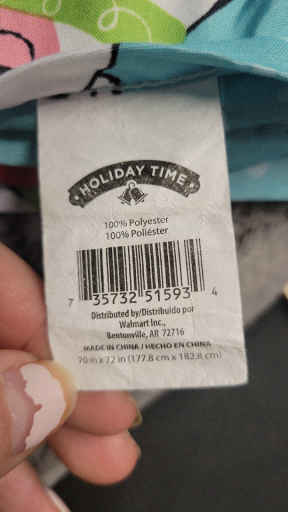 HOLIDAY TIME
100% Polyester
100% Poliéster
7 35732 51593 4
Distributed by/Distribuido por
Walmart Inc.,
Bentonville, AR 72716
MADE IN CHINA / HECHO EN CHINA
70 in x 72 in (177.8 cm x 182.8 cm)